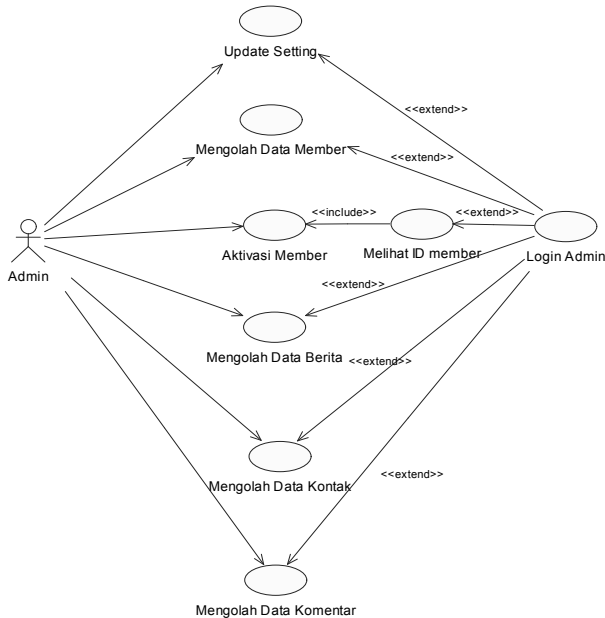 Update Setting
<<extend>>
Mengolah Data Member
<<extend>>
<<include>>
<<extend>>
Aktivasi Member
Melihat ID member
Login Admin
Admin
<<extend>>
Mengolah Data Berita
<<extend>>
<<extend>>
Mengolah Data Kontak
Mengolah Data Komentar